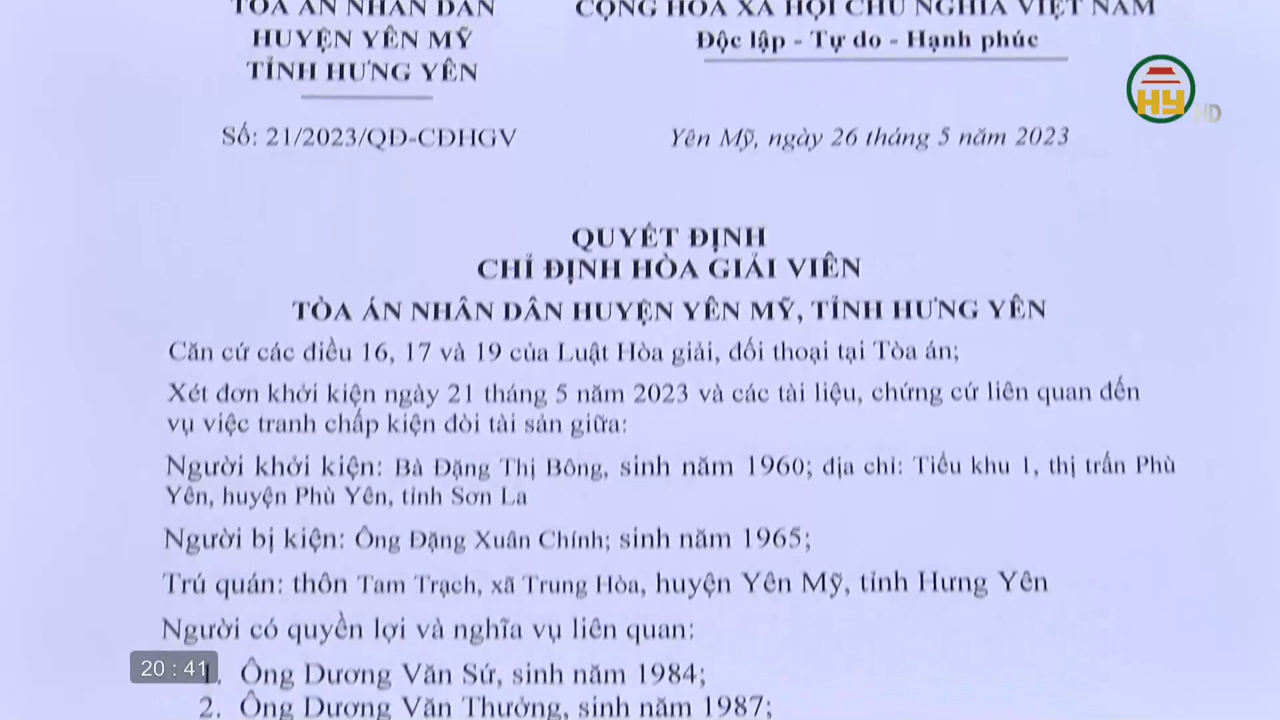 TÒA ÁN NHÂN DÂN
HUYỆN YÊN MỸ
TỈNH HƯNG YÊN
CỘNG HÒA XÃ HỘI CHỦ NGHĨA VIỆT NAM
Độc lập - Tự do - Hạnh phúc
HY HD
Số: 21/2023/QĐ-CĐHGV
Yên Mỹ, ngày 26 tháng 5 năm 2023
QUYẾT ĐỊNH
CHỈ ĐỊNH HÒA GIẢI VIÊN
TÒA ÁN NHÂN DÂN HUYỆN YÊN MỸ, TỈNH HƯNG YÊN
Căn cứ các điều 16, 17 và 19 của Luật Hòa giải, đối thoại tại Tòa án;
Xét đơn khởi kiện ngày 21 tháng 5 năm 2023 và các tài liệu, chứng cứ liên quan đến
vụ việc tranh chấp kiện đòi tài sản giữa:
Người khởi kiện: Bà Đặng Thị Bông, sinh năm 1960; địa chỉ: Tiểu khu 1, thị trấn Phù
Yên, huyện Phù Yên, tỉnh Sơn La
Người bị kiện: Ông Đặng Xuân Chính; sinh năm 1965;
Trú quán: thôn Tam Trạch, xã Trung Hòa, huyện Yên Mỹ, tỉnh Hưng Yên
Người có quyền lợi và nghĩa vụ liên quan:
20:41
1. Ông Dương Văn Sứ, sinh năm 1984;
2. Ông Dương Văn Thưởng, sinh năm 1987;